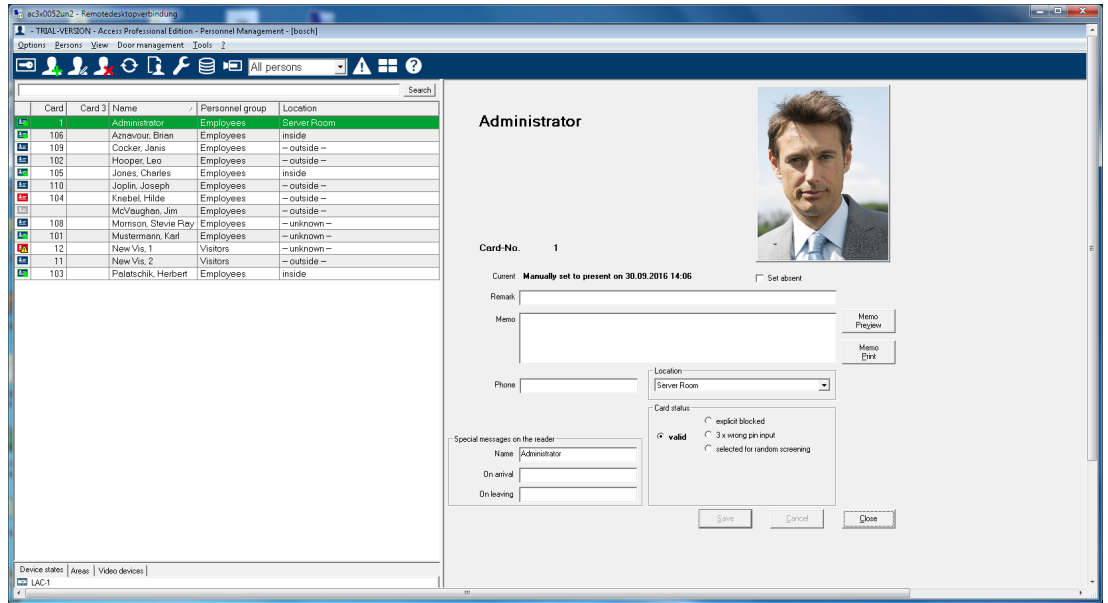 ac3x0052un2 - Remotedesktopverbindung
- TRIAL-VERSION - Access Professional Edition - Personnel Management - [bosch]
Options Persons View Door management Tools ?
All persons
Search
Card Card 3 Name Personnel group Location
1 Administrator Employees Server Room
106 Aznavour, Brian Employees inside
109 Cocker, Janis Employees -- outside --
102 Hooper, Leo Employees -- outside --
105 Jones, Charles Employees inside
110 Joplin, Joseph Employees -- outside --
104 Knebel, Hilde Employees -- outside --
McVaughan, Jim Employees -- outside --
108 Morrison, Stevie Ray Employees -- unknown --
101 Mustermann, Karl Employees -- unknown --
12 New Vis, 1 Visitors -- unknown --
11 New Vis, 2 Visitors -- outside --
103 Palatschik, Herbert Employees inside
Device states Areas Video devices
LAC-1
Administrator
Card-No. 1
Current Manually set to present on 30.09.2016 14:06
Set absent
Remark
Memo
Memo Preview
Memo Print
Phone
Location
Server Room
Card status
valid
explicit blocked
3 x wrong pin input
selected for random screening
Special messages on the reader
Name Administrator
On arrival
On leaving
Save Cancel Close